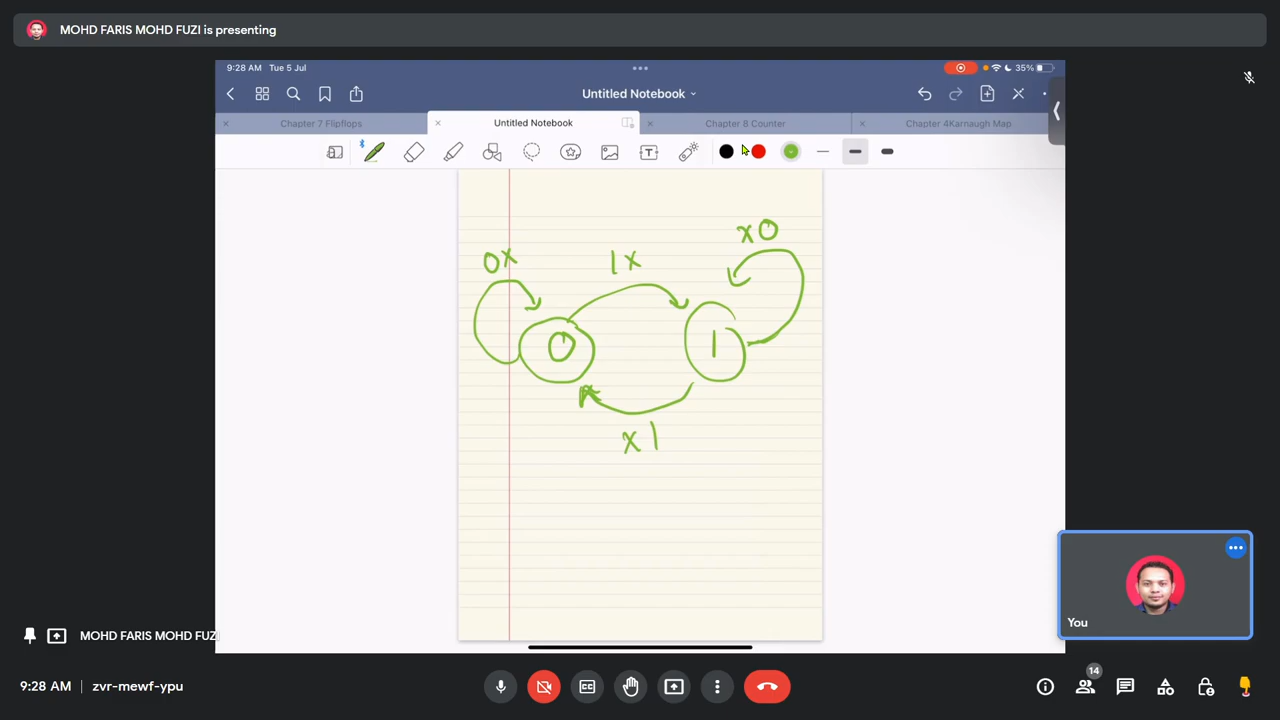 MOHD FARIS MOHD FUZI is presenting
9:28 AM Tue 5 Jul
35%
Untitled Notebook
Chapter 7 Flipflops
Untitled Notebook
Chapter 8 Counter
Chapter 4Karnaugh Map
T
x0
0x
1x
0
1
x1
You
MOHD FARIS MOHD FUZI
14
9:28 AM zvr-mewf-ypu